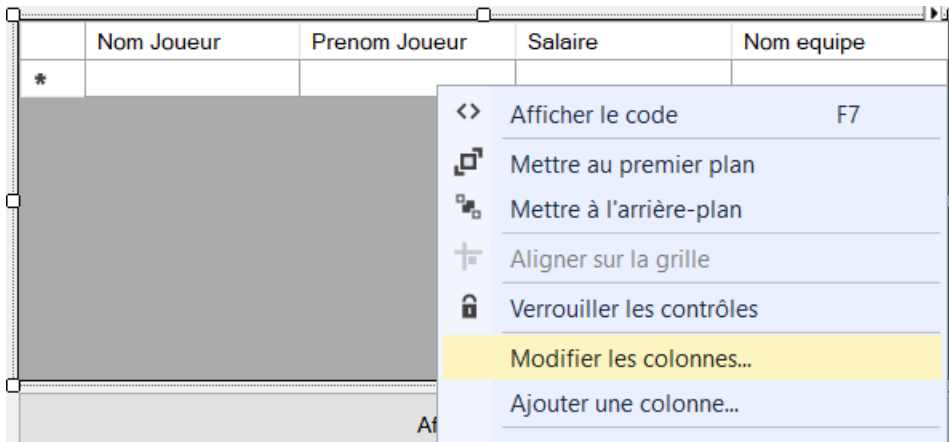 Nom Joueur Prenom Joueur Salaire Nom equipe
*
Afficher le code F7
Mettre au premier plan
Mettre à l'arrière-plan
Aligner sur la grille
Verrouiller les contrôles
Modifier les colonnes...
Ajouter une colonne...
Af